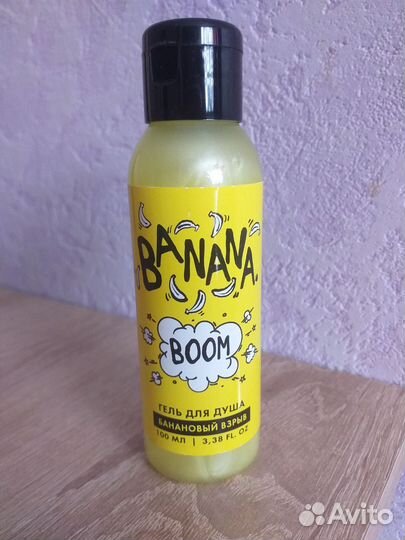 BANANA
BOOM
ГЕЛЬ ДЛЯ ДУША
БАНАНОВЫЙ ВЗРЫВ
100 МЛ | 3,38 FL. OZ
Avito